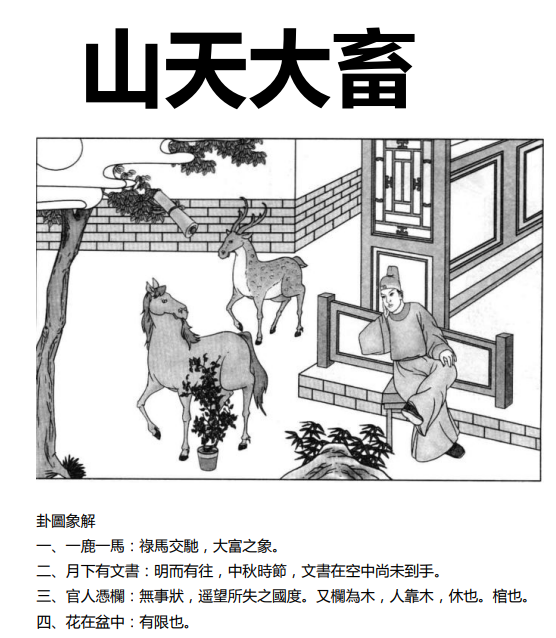 山天大畜
卦圖象解
一、一鹿一馬：祿馬交馳，大富之象。
二、月下有文書：明而有往，中秋時節，文書在空中尚未到手。
三、官人憑欄：無事狀，遥望所失之國度。又欄為木，人靠木，休也。棺也。
四、花在盆中：有限也。